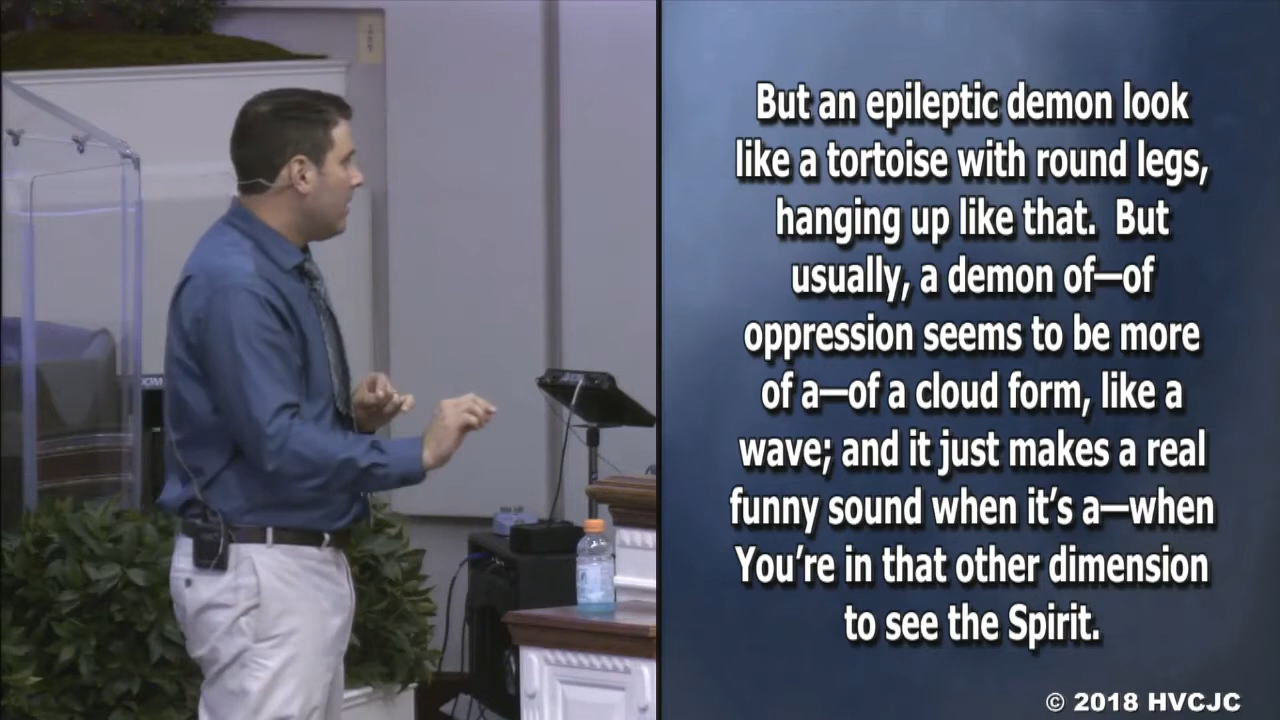 But an epileptic demon look
like a tortoise with round legs,
hanging up like that.  But
usually, a demon of—of
oppression seems to be more
of a—of a cloud form, like a
wave; and it just makes a real
funny sound when it's a—when
You're in that other dimension
to see the Spirit.
© 2018 HVCJC